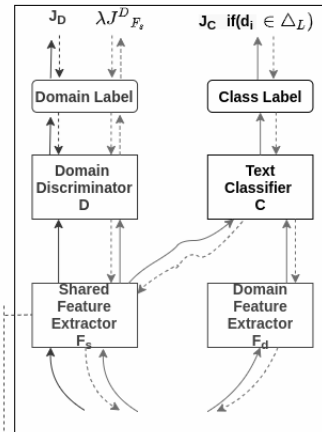 J_D λJ^D_{F_s} J_C if(d_i ∈ △_L)
Domain Label
Class Label
Domain
Discriminator
D
Text
Classifier
C
Shared
Feature
Extractor
F_s
Domain
Feature
Extractor
F_d